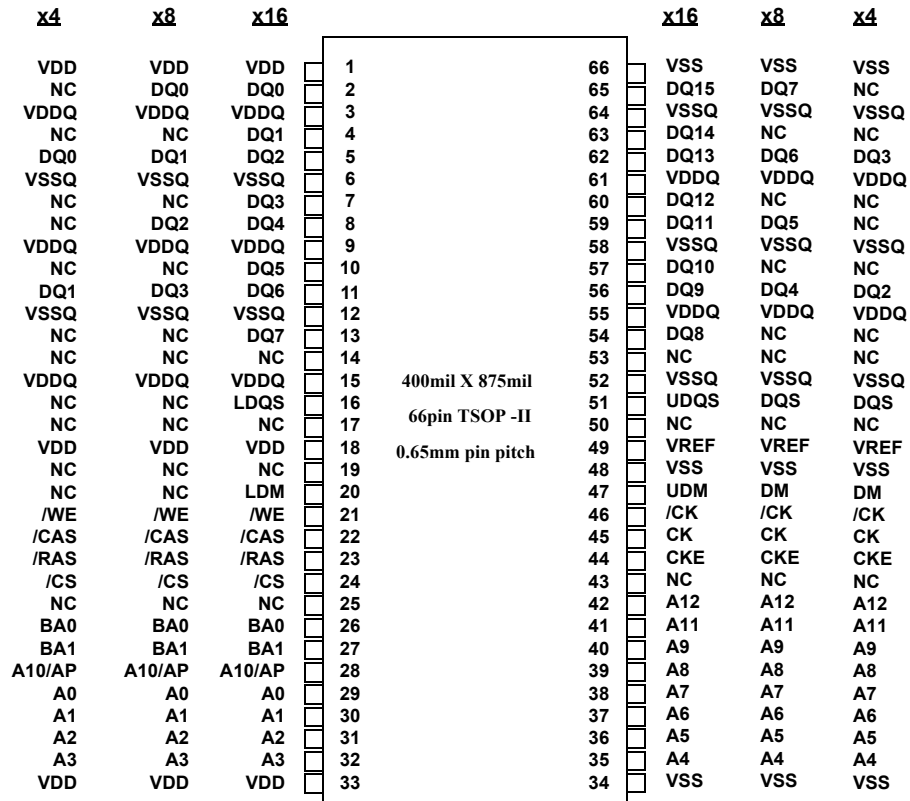 x4 x8 x16 x16 x8 x4
VDD VDD VDD 1 66 VSS VSS VSS
NC DQ0 DQ0 2 65 DQ15 DQ7 NC
VDDQ VDDQ VDDQ 3 64 VSSQ VSSQ VSSQ
NC NC DQ1 4 63 DQ14 NC NC
DQ0 DQ1 DQ2 5 62 DQ13 DQ6 DQ3
VSSQ VSSQ VSSQ 6 61 VDDQ VDDQ VDDQ
NC NC DQ3 7 60 DQ12 NC NC
NC DQ2 DQ4 8 59 DQ11 DQ5 NC
VDDQ VDDQ VDDQ 9 58 VSSQ VSSQ VSSQ
NC NC DQ5 10 57 DQ10 NC NC
DQ1 DQ3 DQ6 11 56 DQ9 DQ4 DQ2
VSSQ VSSQ VSSQ 12 55 VDDQ VDDQ VDDQ
NC NC DQ7 13 54 DQ8 NC NC
NC NC NC 14 53 NC NC NC
VDDQ VDDQ VDDQ 15 400mil X 875mil 52 VSSQ VSSQ VSSQ
NC NC LDQS 16 66pin TSOP -II 51 UDQS DQS DQS
NC NC NC 17 50 NC NC NC
VDD VDD VDD 18 0.65mm pin pitch 49 VREF VREF VREF
NC NC NC 19 48 VSS VSS VSS
NC NC LDM 20 47 UDM DM DM
/WE /WE /WE 21 46 /CK /CK /CK
/CAS /CAS /CAS 22 45 CK CK CK
/RAS /RAS /RAS 23 44 CKE CKE CKE
/CS /CS /CS 24 43 NC NC NC
NC NC NC 25 42 A12 A12 A12
BA0 BA0 BA0 26 41 A11 A11 A11
BA1 BA1 BA1 27 40 A9 A9 A9
A10/AP A10/AP A10/AP 28 39 A8 A8 A8
A0 A0 A0 29 38 A7 A7 A7
A1 A1 A1 30 37 A6 A6 A6
A2 A2 A2 31 36 A5 A5 A5
A3 A3 A3 32 35 A4 A4 A4
VDD VDD VDD 33 34 VSS VSS VSS